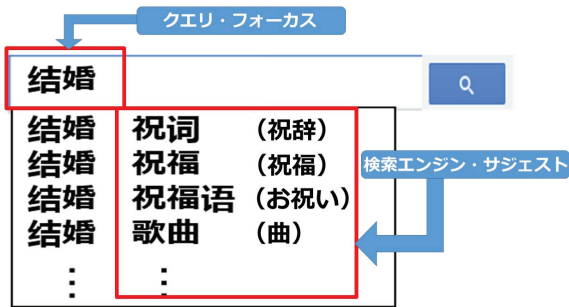 クエリ・フォーカス
结婚
结婚 祝词 (祝辞)
结婚 祝福 (祝福)
结婚 祝福语 (お祝い)
结婚 歌曲 (曲)
⋮ ⋮
検索エンジン・サジェスト